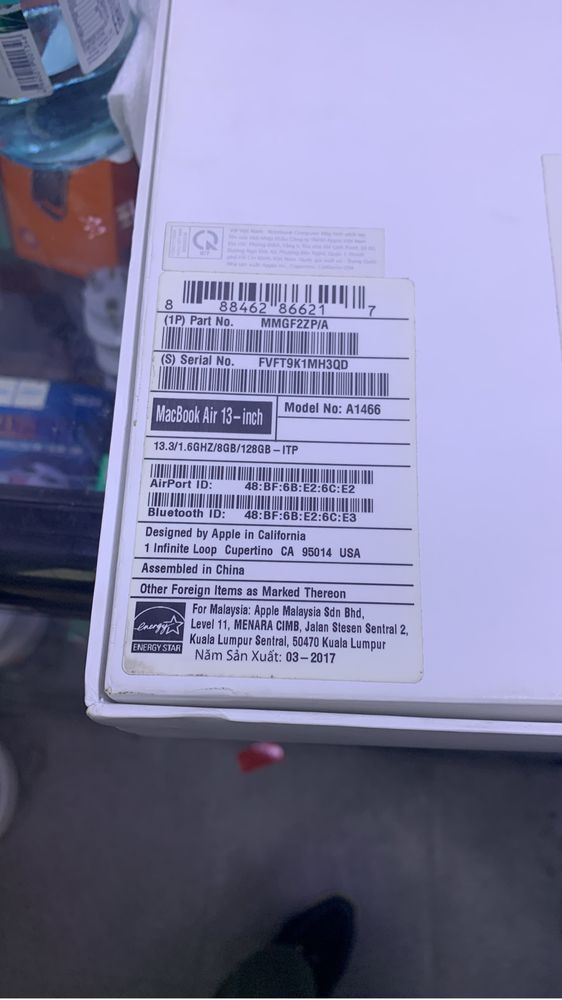 ICT
8 88462 86621 7
(1P) Part No. MMGF2ZP/A
(S) Serial No. FVFT9K1MH3QD
MacBook Air 13-inch
Model No: A1466
13.3/1.6GHZ/8GB/128GB-ITP
AirPort ID: 48:BF:6B:E2:6C:E2
Bluetooth ID: 48:BF:6B:E2:6C:E3
Designed by Apple in California
1 Infinite Loop Cupertino CA 95014 USA
Assembled in China
Other Foreign Items as Marked Thereon
energy
ENERGY STAR
For Malaysia: Apple Malaysia Sdn Bhd,
Level 11, MENARA CIMB, Jalan Stesen Sentral 2,
Kuala Lumpur Sentral, 50470 Kuala Lumpur
Năm Sản Xuất: 03-2017